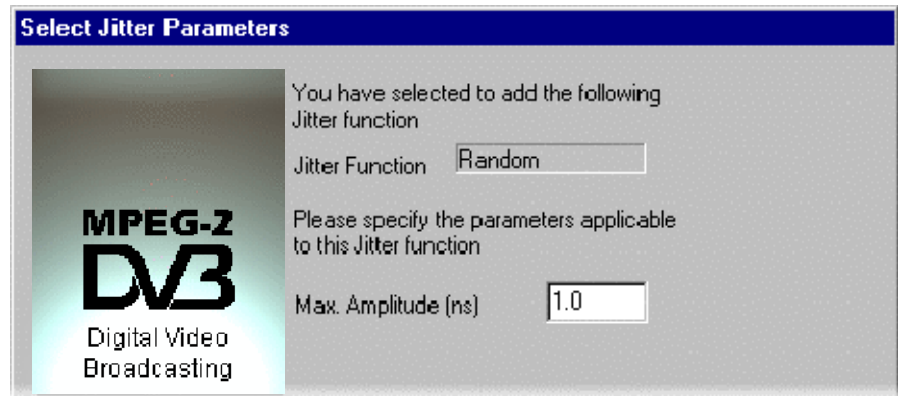 Select Jitter Parameters
MPEG-2
DVB
Digital Video
Broadcasting
You have selected to add the following
Jitter function
Jitter Function Random
Please specify the parameters applicable
to this Jitter function
Max. Amplitude (ns) 1.0